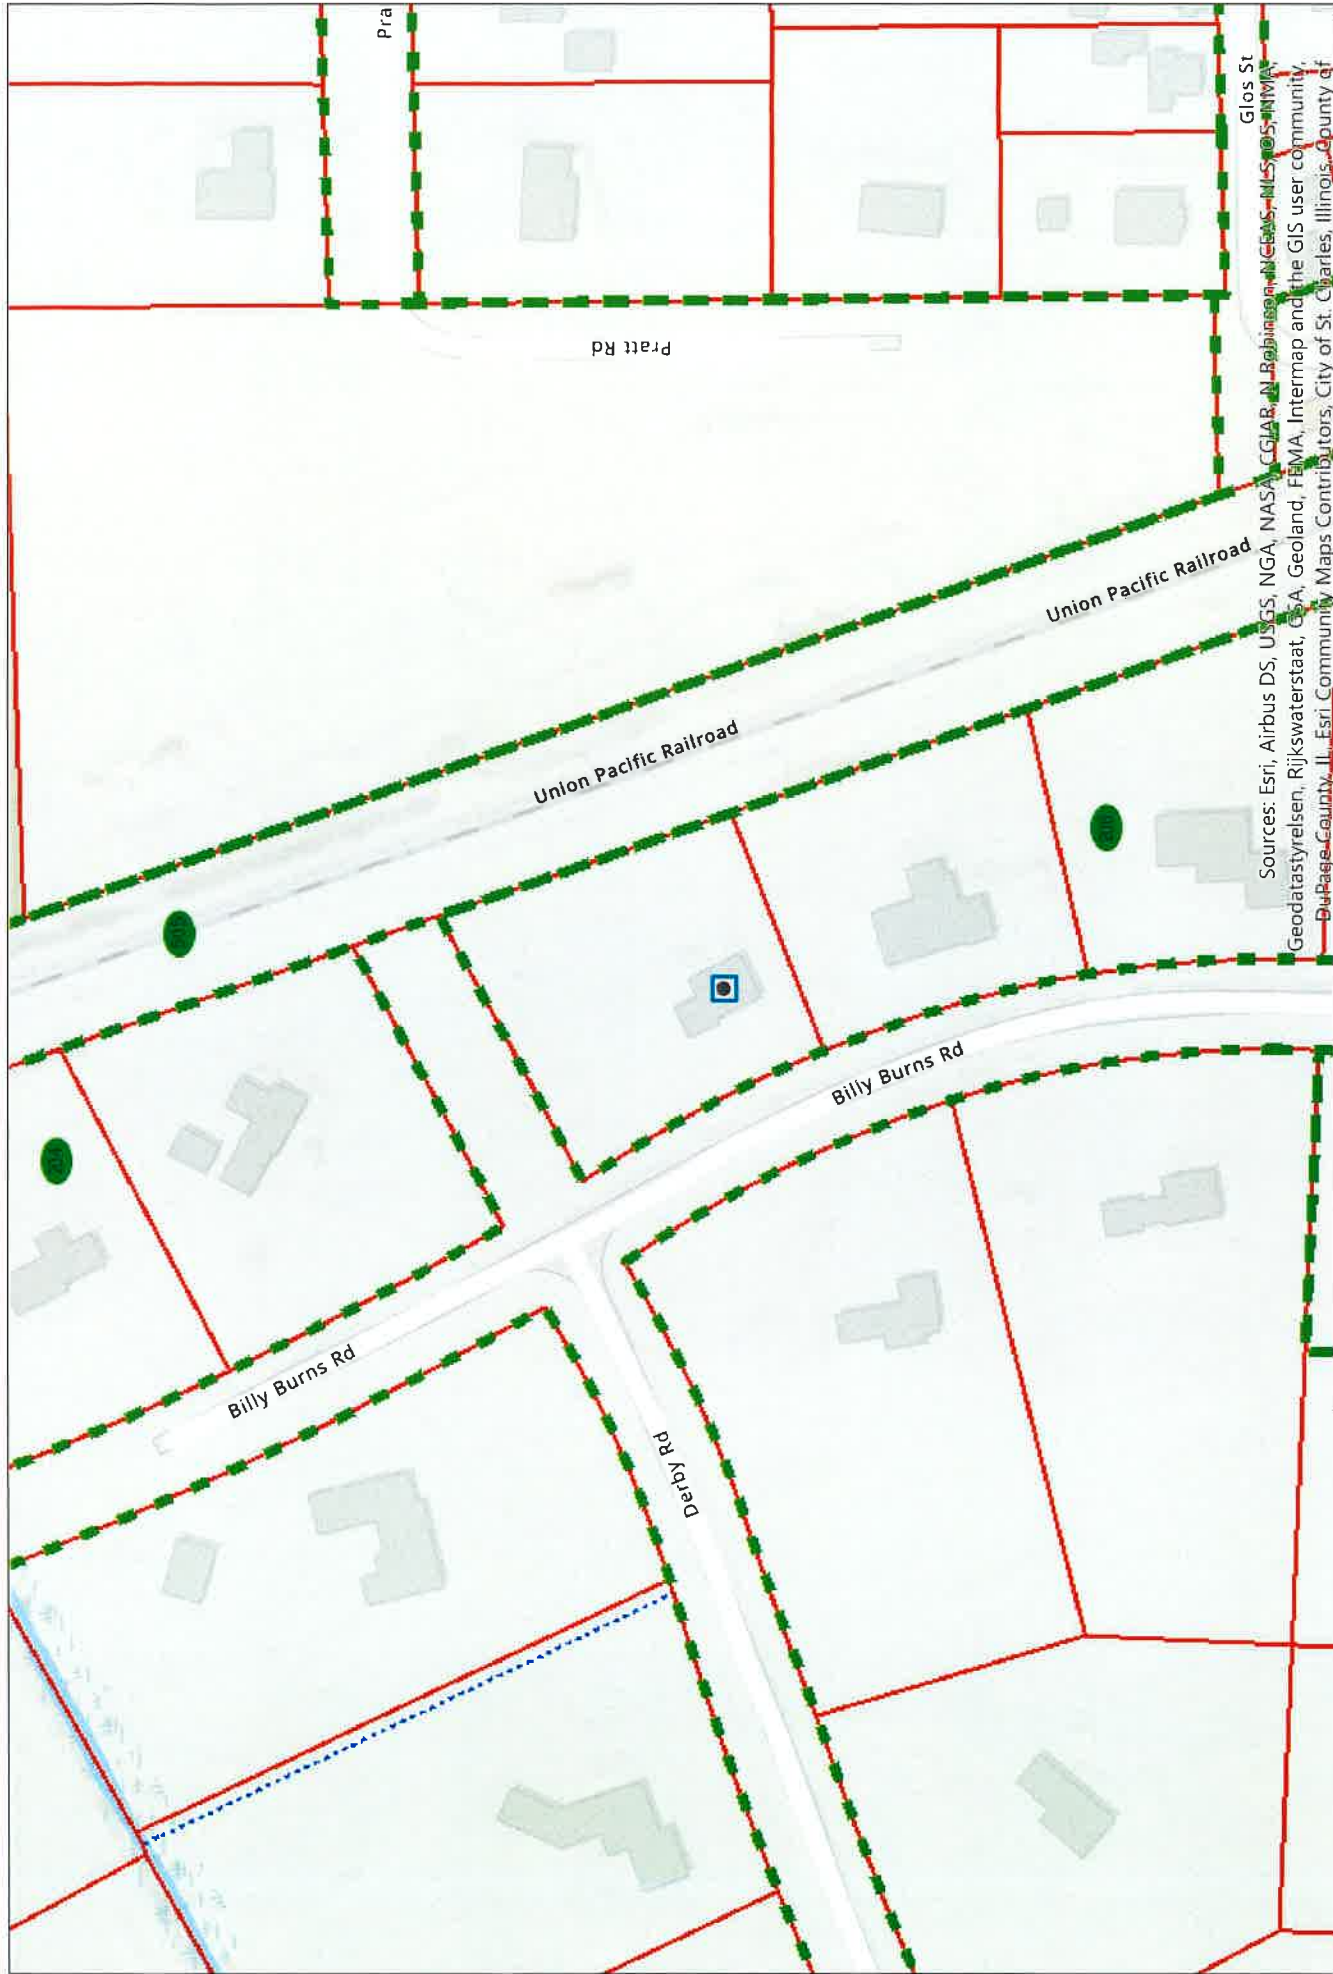 Pra
Glos St
Pratt Rd
Union Pacific Railroad
Union Pacific Railroad
Billy Burns Rd
Billy Burns Rd
Derby Rd
204
Sources: Esri, Airbus DS, USGS, NGA, NASA, CGIAR, N Robinson, NCEAS, NLS, OS, NMA,
Geodatastyrelsen, Rijkswaterstaat, GSA, Geoland, FEMA, Intermap and the GIS user community,
DuPage County, IL, Esri Community Maps Contributors, City of St. Charles, Illinois, County of